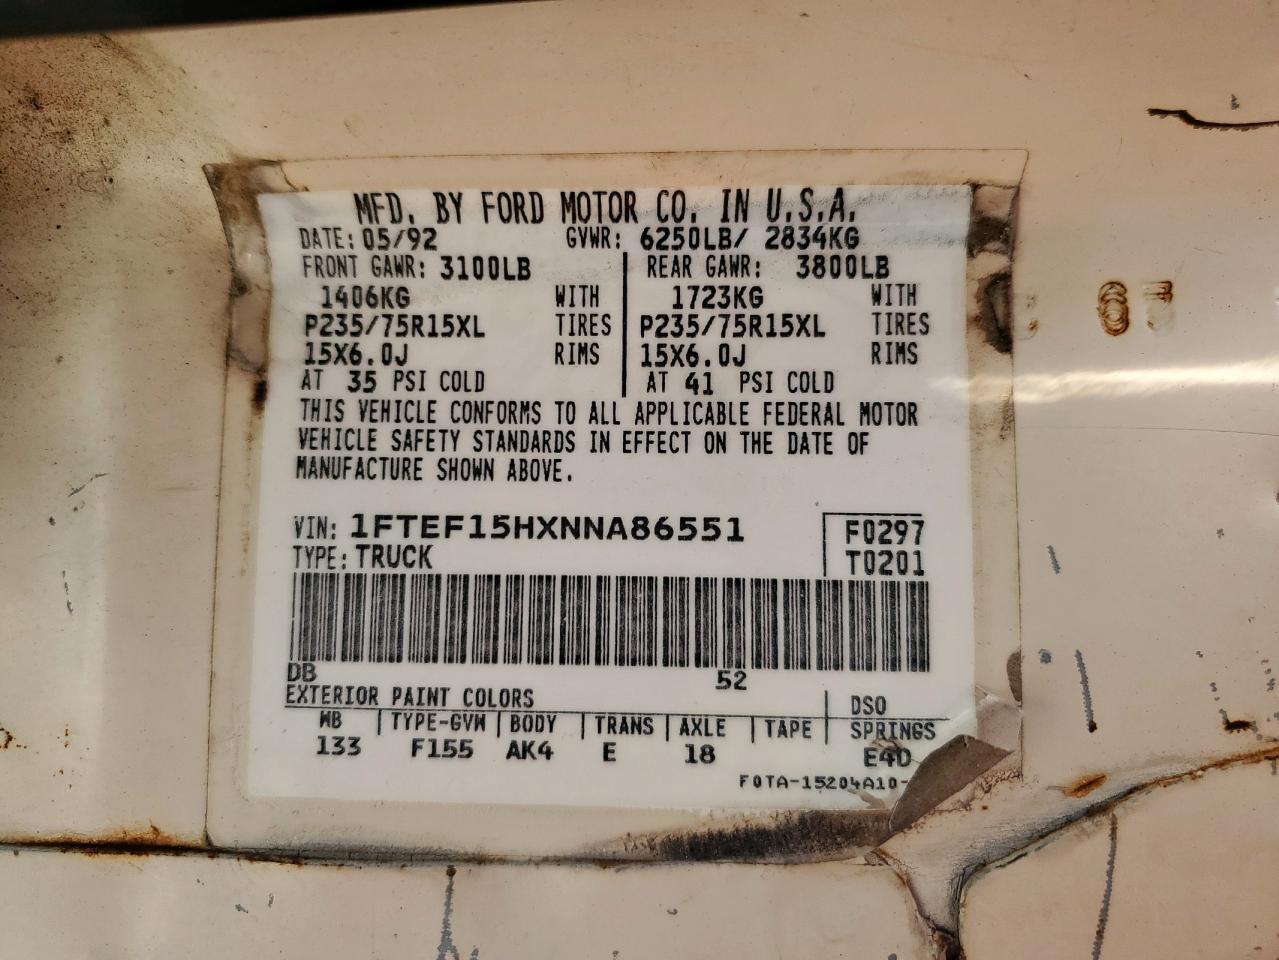 MFD. BY FORD MOTOR CO. IN U.S.A.
DATE: 05/92 GVWR: 6250LB/ 2834KG
FRONT GAWR: 3100LB REAR GAWR: 3800LB
1406KG WITH 1723KG WITH
P235/75R15XL TIRES P235/75R15XL TIRES
15X6.0J RIMS 15X6.0J RIMS
AT 35 PSI COLD AT 41 PSI COLD
THIS VEHICLE CONFORMS TO ALL APPLICABLE FEDERAL MOTOR
VEHICLE SAFETY STANDARDS IN EFFECT ON THE DATE OF
MANUFACTURE SHOWN ABOVE.
VIN: 1FTEF15HXNNA86551 F0297
TYPE: TRUCK T0201
DB 52
EXTERIOR PAINT COLORS DSO
WB TYPE-GVW BODY TRANS AXLE TAPE SPRINGS
133 F155 AK4 E 18 E4D
F0TA-15204A10-